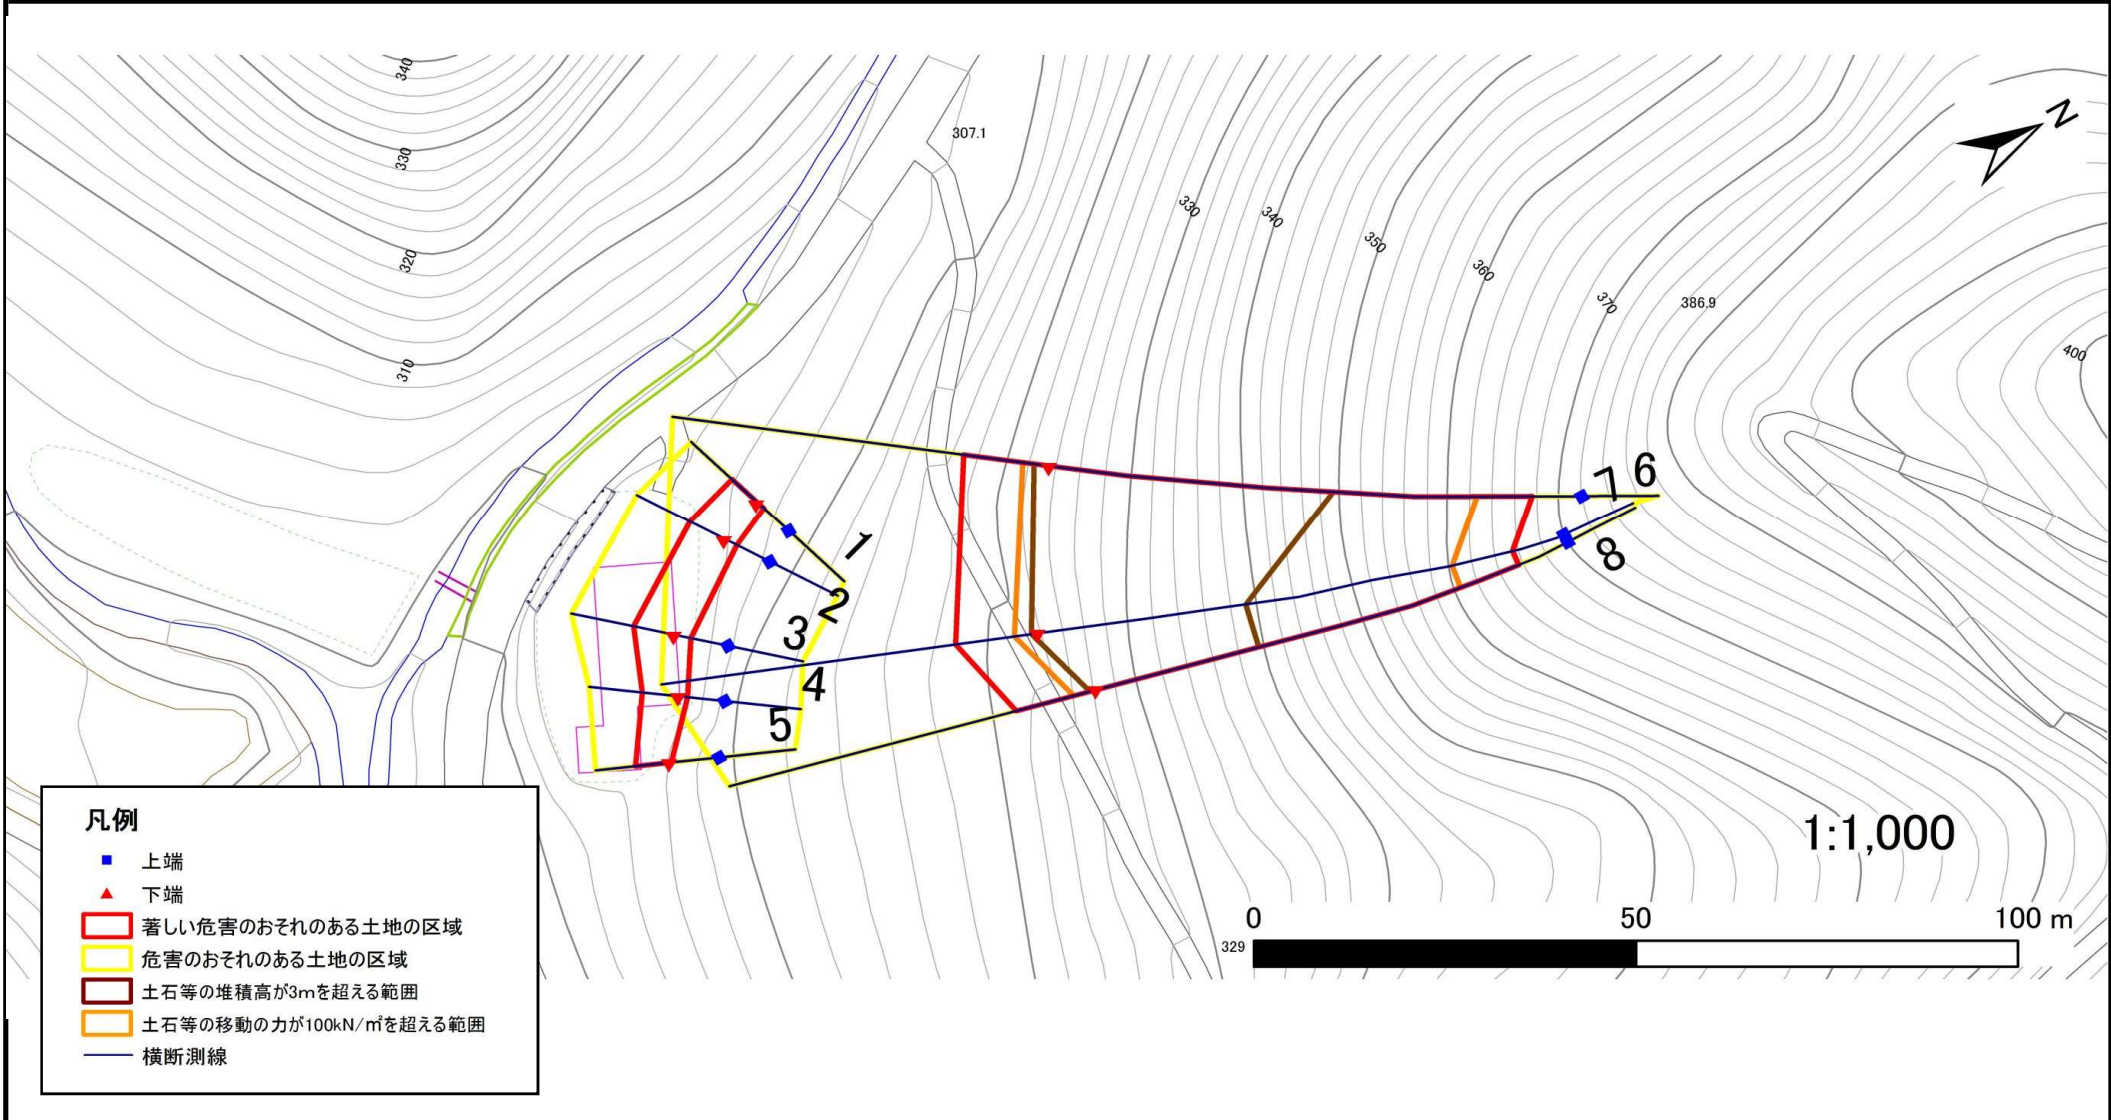 340
330
320
310
307.1
330
340
350
360
370
386.9
400
N
1
2
3
4
5
6
7
8
1:1,000
0 50 100 m
329
凡例
上端
下端
著しい危害のおそれのある土地の区域
危害のおそれのある土地の区域
土石等の堆積高が3mを超える範囲
土石等の移動の力が100kN/㎡を超える範囲
横断測線